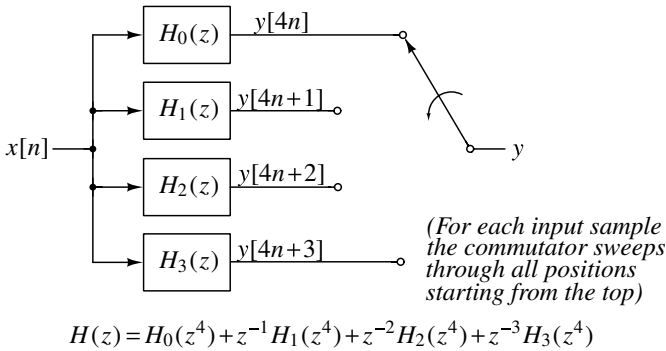 H₀(z) y[4n]
H₁(z) y[4n+1]
x[n] y
H₂(z) y[4n+2]
H₃(z) y[4n+3]
(For each input sample
the commutator sweeps
through all positions
starting from the top)
H(z) = H₀(z⁴) + z⁻¹H₁(z⁴) + z⁻²H₂(z⁴) + z⁻³H₃(z⁴)